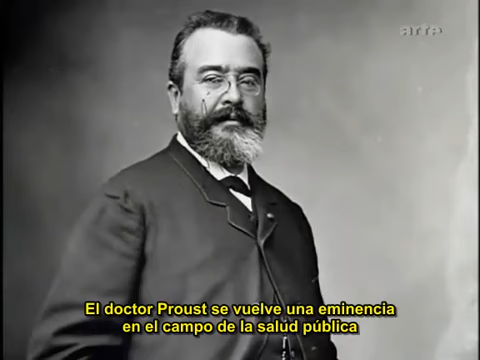 arte
El doctor Proust se vuelve una eminencia
en el campo de la salud pública